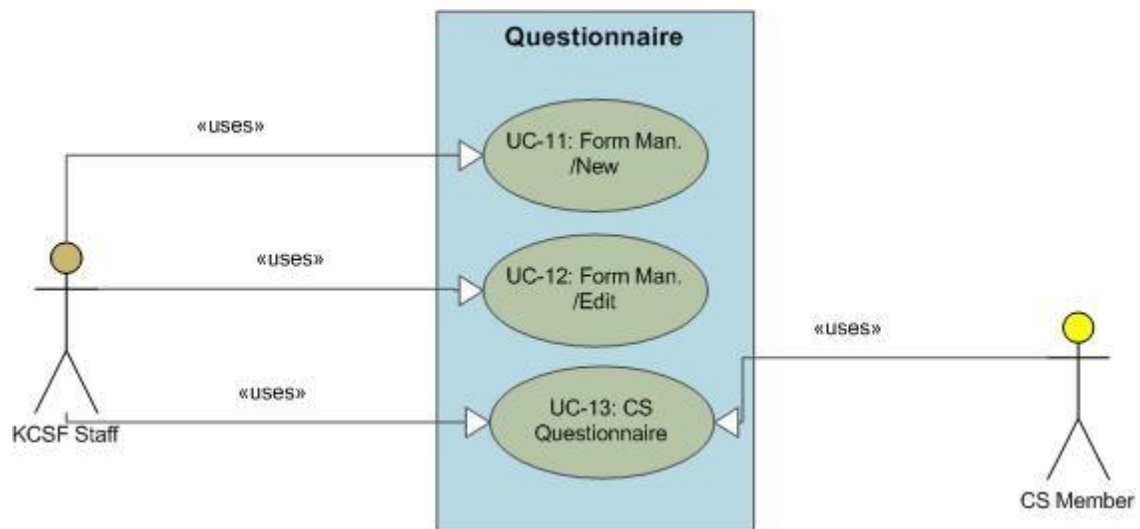 Questionnaire
«uses»
UC-11: Form Man.
/New
«uses»
UC-12: Form Man.
/Edit
«uses»
«uses»
UC-13: CS
Questionnaire
KCSF Staff
CS Member